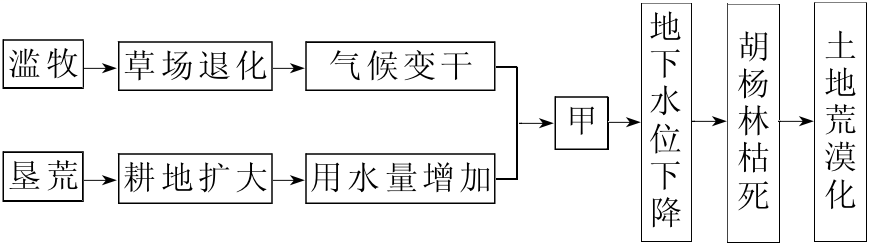 滥牧
草场退化
气候变干
垦荒
耕地扩大
用水量增加
甲
地下水位下降
胡杨林枯死
土地荒漠化